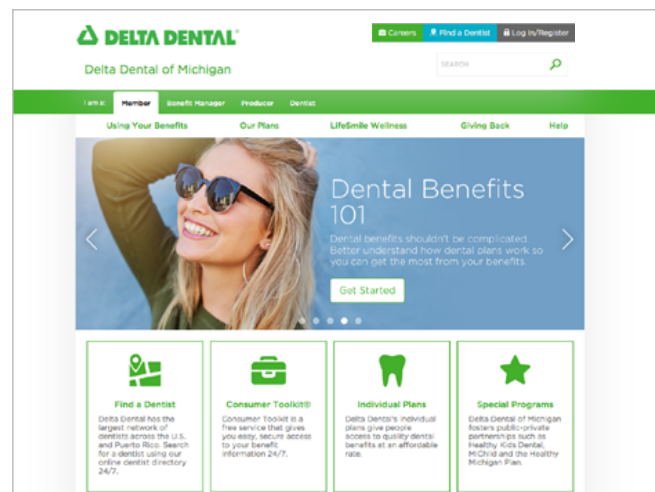 DELTA DENTAL®
Careers
Find a Dentist
Log In/Register
Delta Dental of Michigan
SEARCH
I am a:
Member
Benefit Manager
Producer
Dentist
Using Your Benefits
Our Plans
LifeSmile Wellness
Giving Back
Help
Dental Benefits
101
Dental benefits shouldn't be complicated.
Better understand how dental plans work so
you can get the most from your benefits.
Get Started
Find a Dentist
Delta Dental has the
largest network of
dentists across the U.S.
and Puerto Rico. Search
for a dentist using our
online dentist directory
24/7.
Consumer Toolkit®
Consumer Toolkit is a
free service that gives
you easy, secure access
to your benefit
information 24/7.
Individual Plans
Delta Dental's individual
plans give people
access to quality dental
benefits at an affordable
race.
Special Programs
Delta Dental of Michigan
fosters public-private
partnerships such as
Healthy Kids Dental,
MIChild and the Healthy
Michigan Plan.